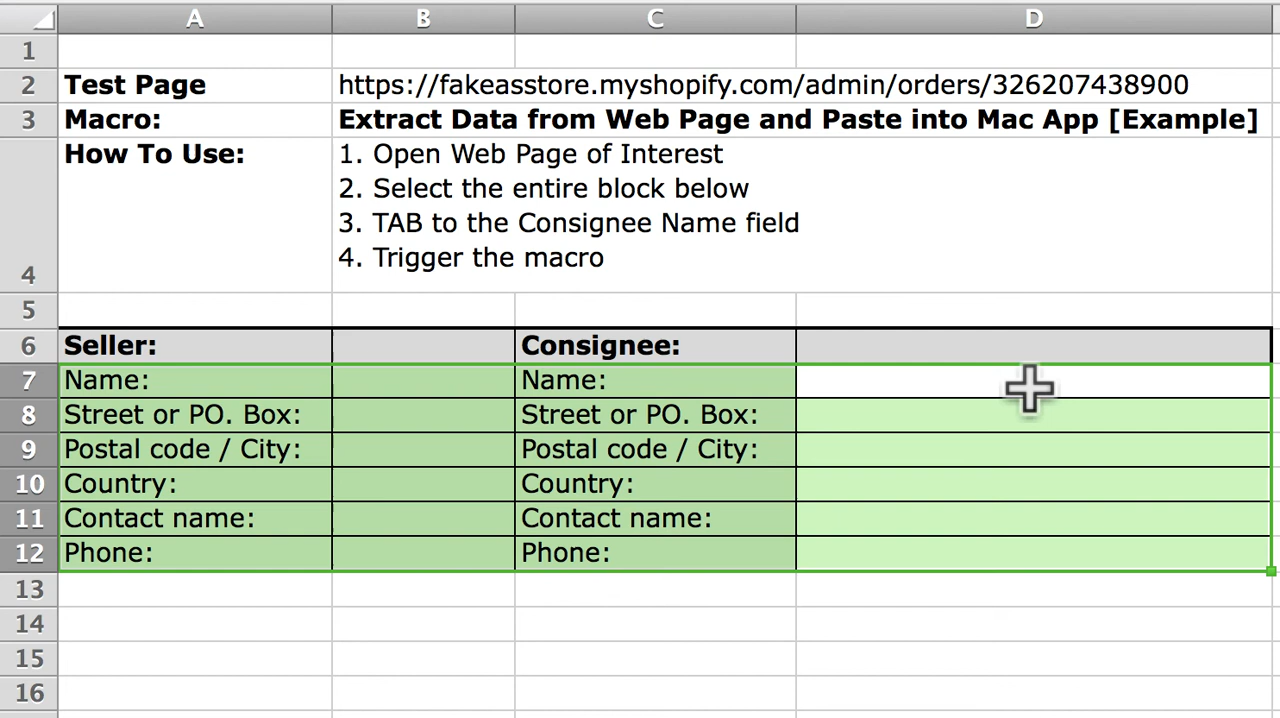 A B C D
1
2 Test Page https://fakeasstore.myshopify.com/admin/orders/326207438900
3 Macro: Extract Data from Web Page and Paste into Mac App [Example]
How To Use: 1. Open Web Page of Interest
2. Select the entire block below
3. TAB to the Consignee Name field
4 4. Trigger the macro
5
6 Seller: Consignee:
7 Name: Name:
8 Street or PO. Box: Street or PO. Box:
9 Postal code / City: Postal code / City:
10 Country: Country:
11 Contact name: Contact name:
12 Phone: Phone:
13
14
15
16